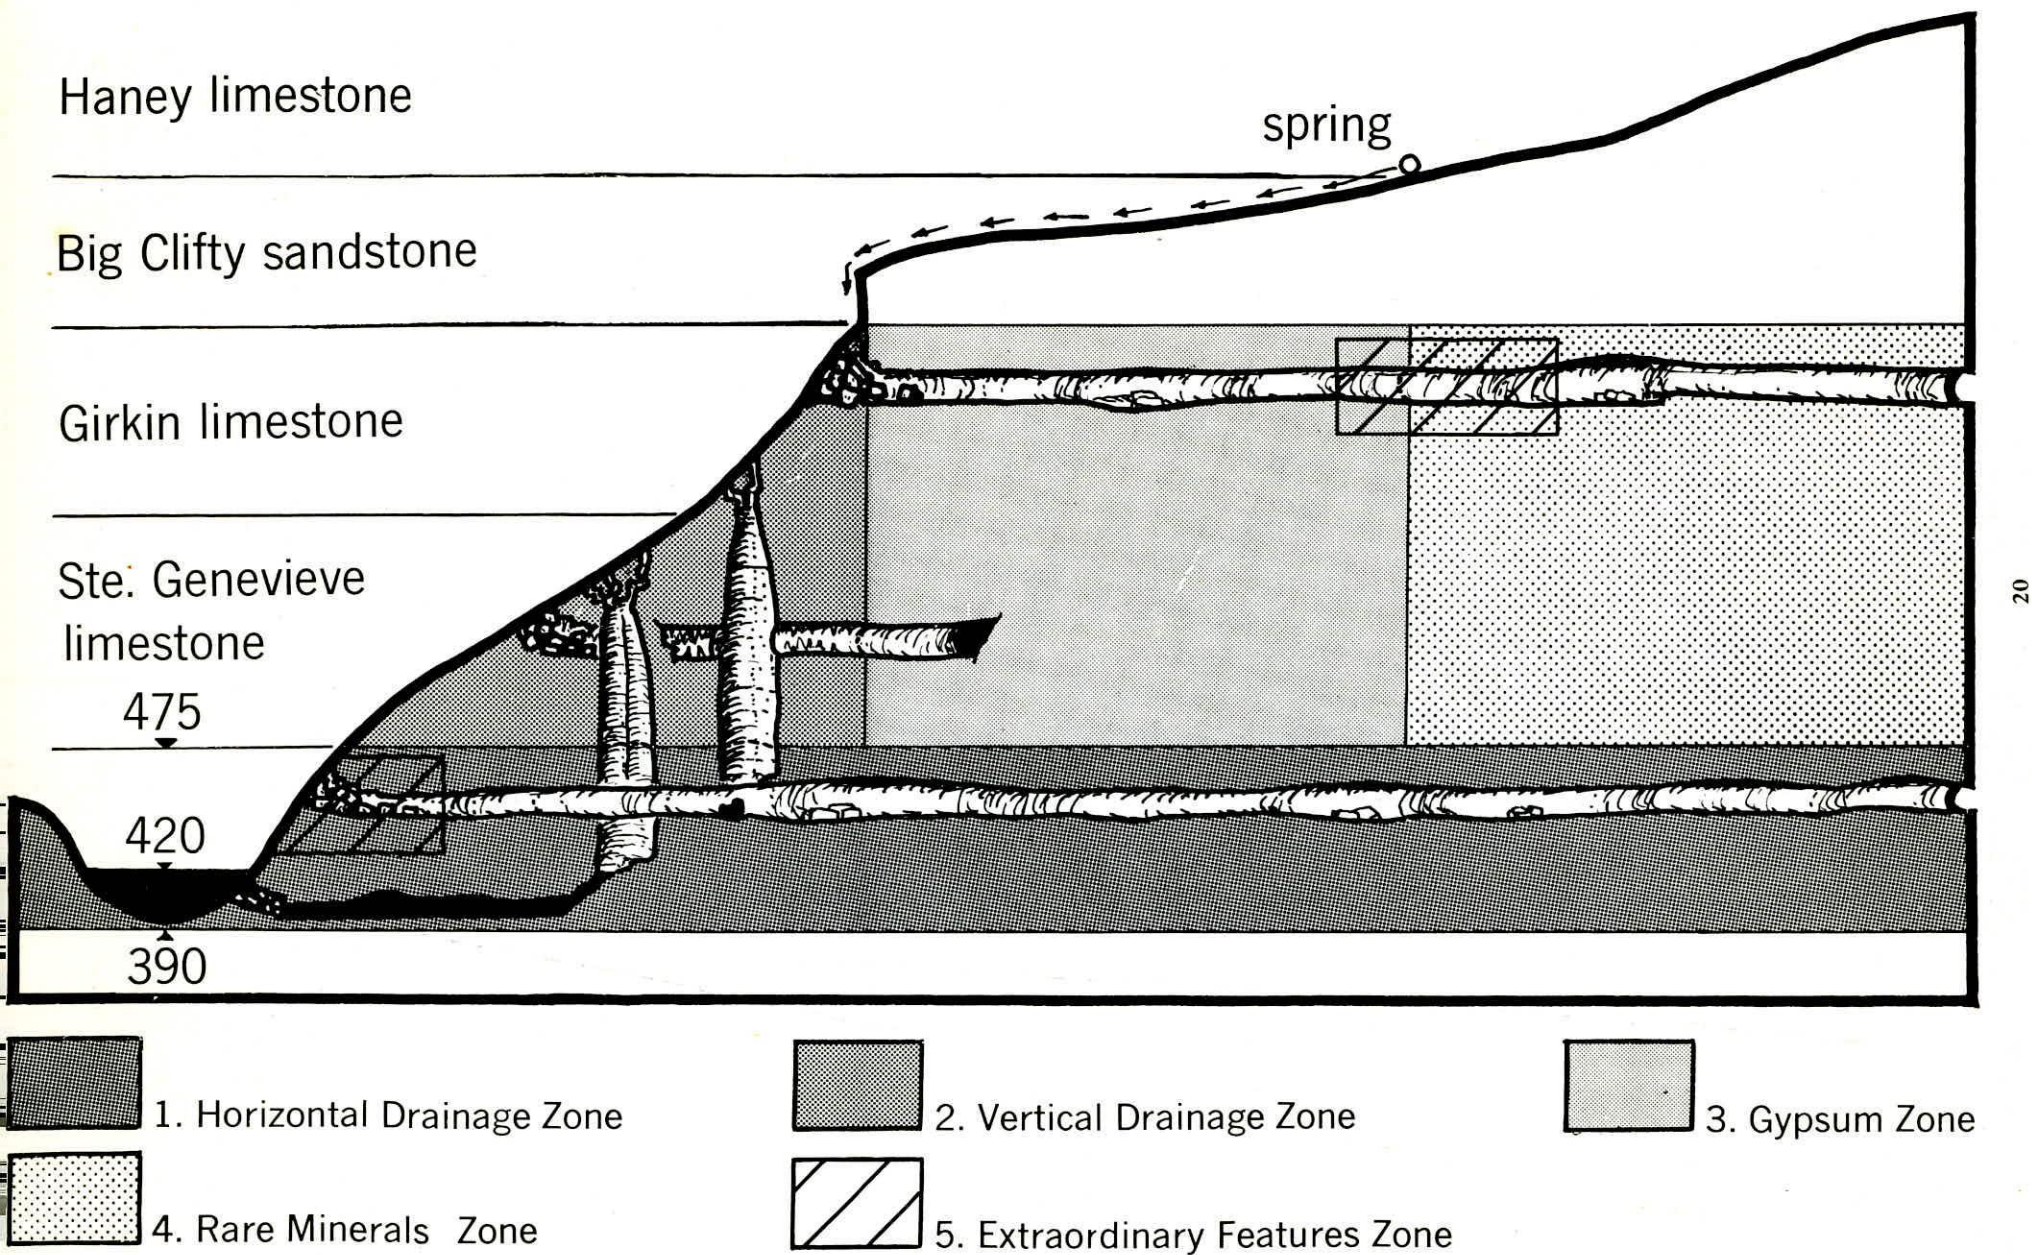 Haney limestone
spring
Big Clifty sandstone
Girkin limestone
Ste. Genevieve
limestone
475
420
390
20
1. Horizontal Drainage Zone
2. Vertical Drainage Zone
3. Gypsum Zone
4. Rare Minerals Zone
5. Extraordinary Features Zone